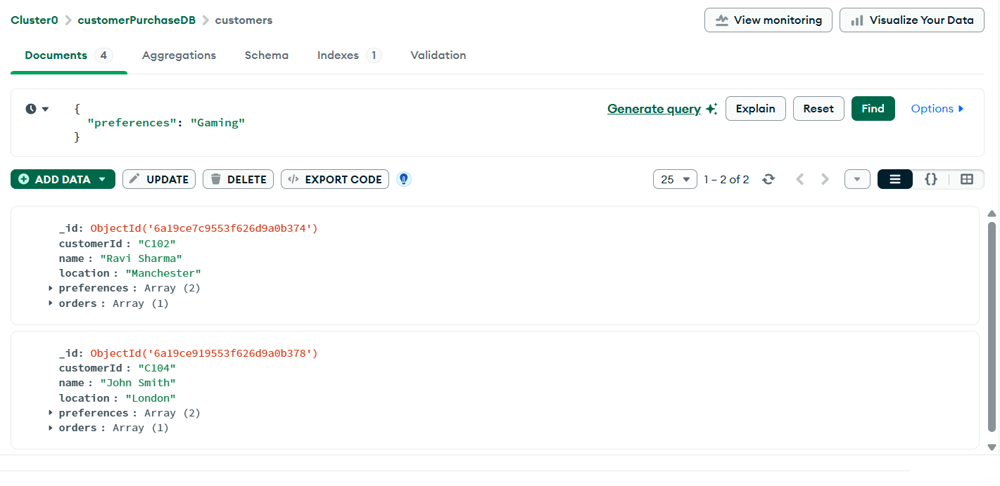 Cluster0 > customerPurchaseDB > customers
View monitoring
Visualize Your Data
Documents 4 Aggregations Schema Indexes 1 Validation
{
"preferences": "Gaming"
}
Generate query Explain Reset Find Options
ADD DATA UPDATE DELETE EXPORT CODE 25 1 – 2 of 2 {}
_id: ObjectId('6a19ce7c9553f626d9a0b374')
customerId : "C102"
name : "Ravi Sharma"
location : "Manchester"
preferences : Array (2)
orders : Array (1)
_id: ObjectId('6a19ce919553f626d9a0b378')
customerId : "C104"
name : "John Smith"
location : "London"
preferences : Array (2)
orders : Array (1)